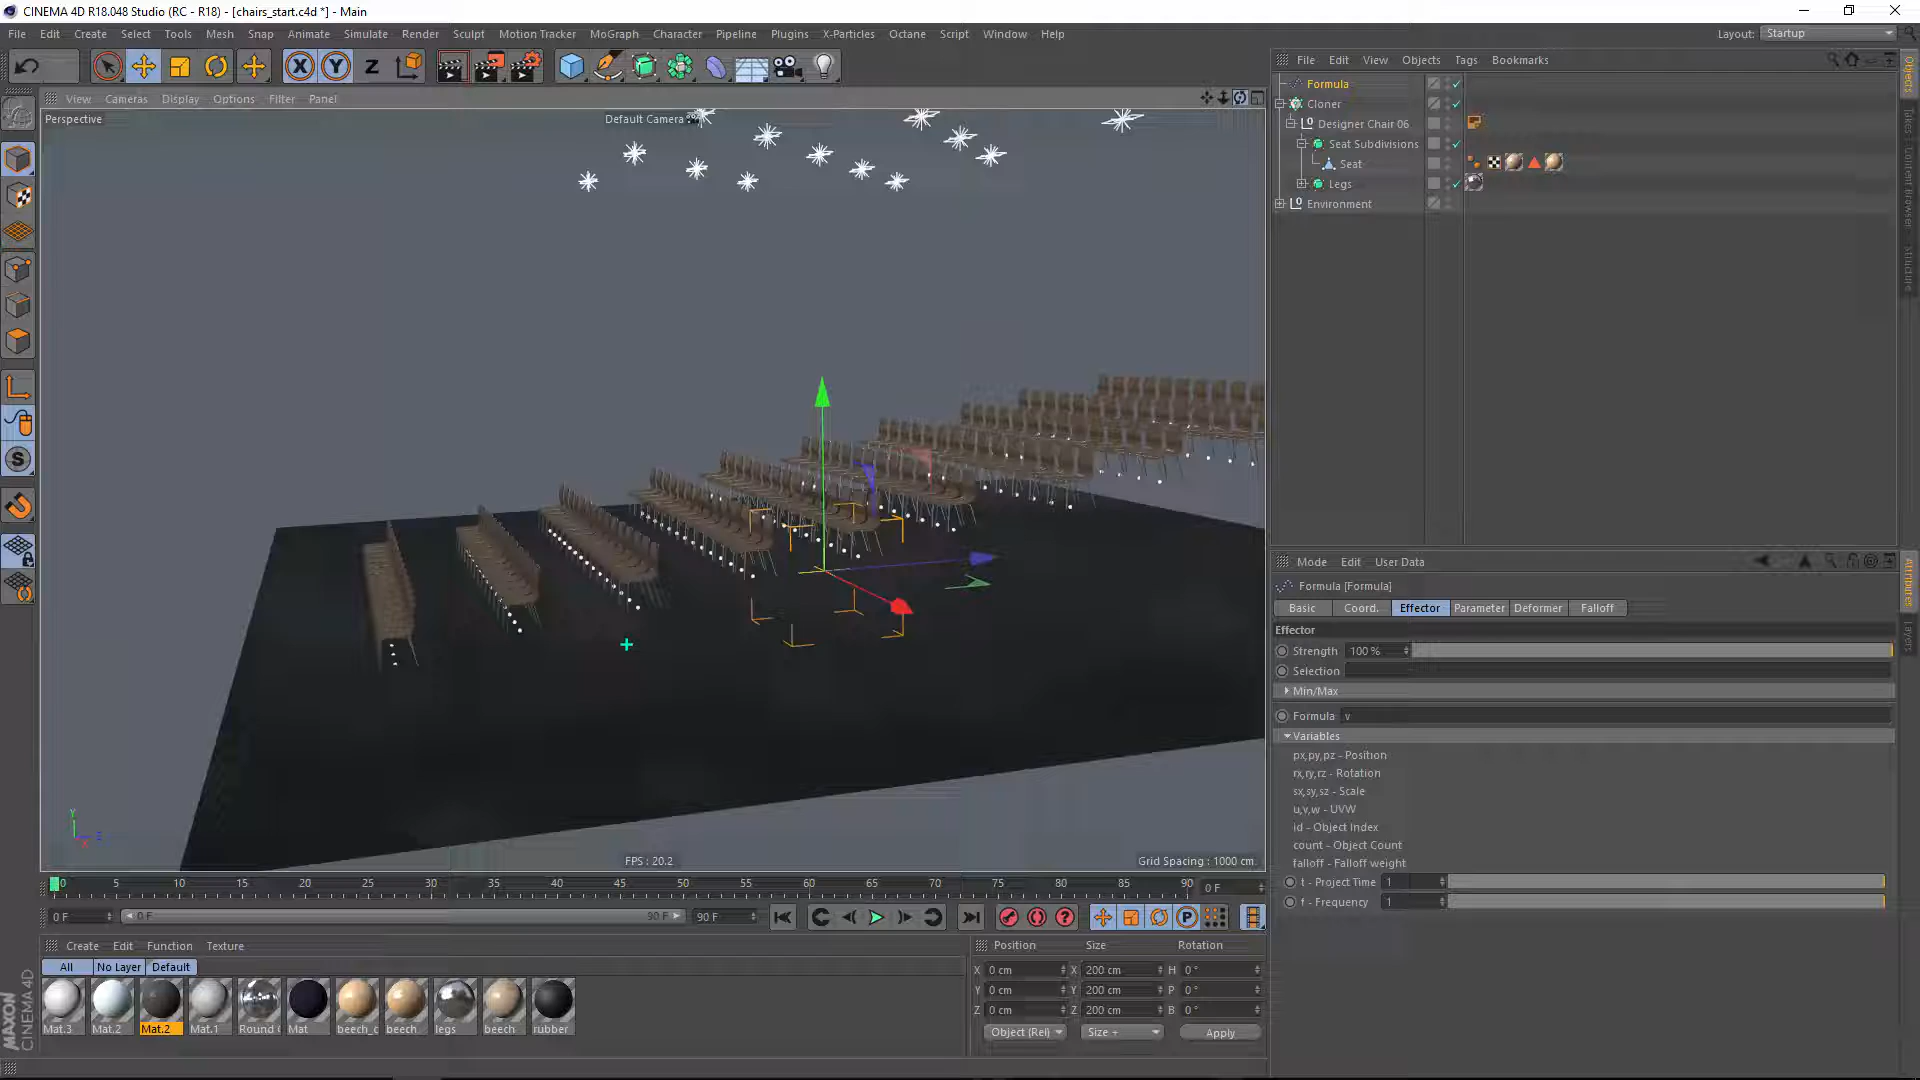 CINEMA 4D R18.048 Studio (RC - R18) - [chairs_start.c4d *] - Main
File Edit Create Select Tools Mesh Snap Animate Simulate Render Sculpt Motion Tracker MoGraph Character Pipeline Plugins X-Particles Octane Script Window Help
Layout: Startup
View Cameras Display Options Filter Panel
Perspective
Default Camera
FPS : 20.2
Grid Spacing : 1000 cm
File Edit View Objects Tags Bookmarks
Formula
Cloner
Designer Chair 06
Seat Subdivisions
Seat
Legs
Environment
Objects
Takes
Content Browser
Structure
Mode Edit User Data
Formula [Formula]
Basic Coord. Effector Parameter Deformer Falloff
Effector
Strength 100 %
Selection
Min/Max
Formula v
Variables
px,py,pz - Position
rx,ry,rz - Rotation
sx,sy,sz - Scale
u,v,w - UVW
id - Object Index
count - Object Count
falloff - Falloff weight
t - Project Time 1
f - Frequency 1
Attributes
Layers
0 5 10 15 20 25 30 35 40 45 50 55 60 65 70 75 80 85 90 0 F
0 F 0 F 90 F 90 F
Create Edit Function Texture
All No Layer Default
Mat.3 Mat.2 Mat.2 Mat.1 Round Mat beech_c beech legs beech rubber
Position Size Rotation
X 0 cm X 200 cm H 0 °
Y 0 cm Y 200 cm P 0 °
Z 0 cm Z 200 cm B 0 °
Object (Rel) Size + Apply
MAXON
CINEMA 4D